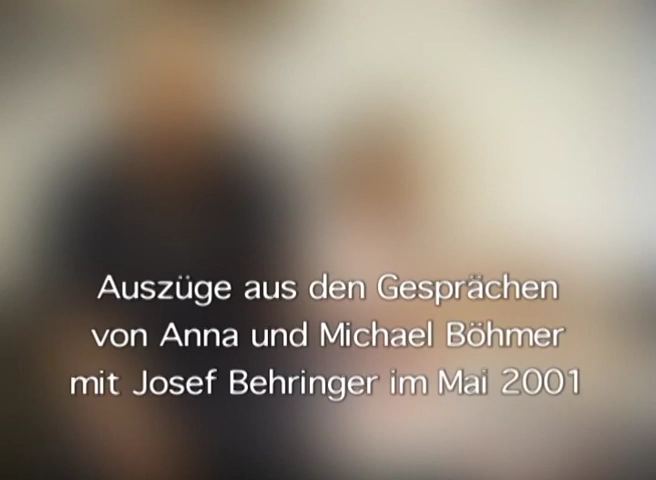 Auszüge aus den Gesprächen
von Anna und Michael Böhmer
mit Josef Behringer im Mai 2001